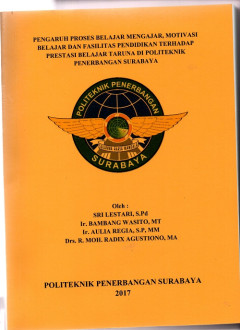 PENGARUH PROSES BELAJAR MENGAJAR, MOTIVASI
BELAJAR DAN FASILITAS PENDIDIKAN TERHADAP
PRESTASI BELAJAR TARUNA DI POLITEKNIK
PENERBANGAN SURABAYA
POLITEKNIK PENERBANGAN
SURABAYA
Oleh :
SRI LESTARI, S.Pd
Ir. BAMBANG WASITO, MT
Ir. AULIA REGIA, S.P, MM
Drs. R. MOH. RADIX AGUSTIONO, MA
POLITEKNIK PENERBANGAN SURABAYA
2017